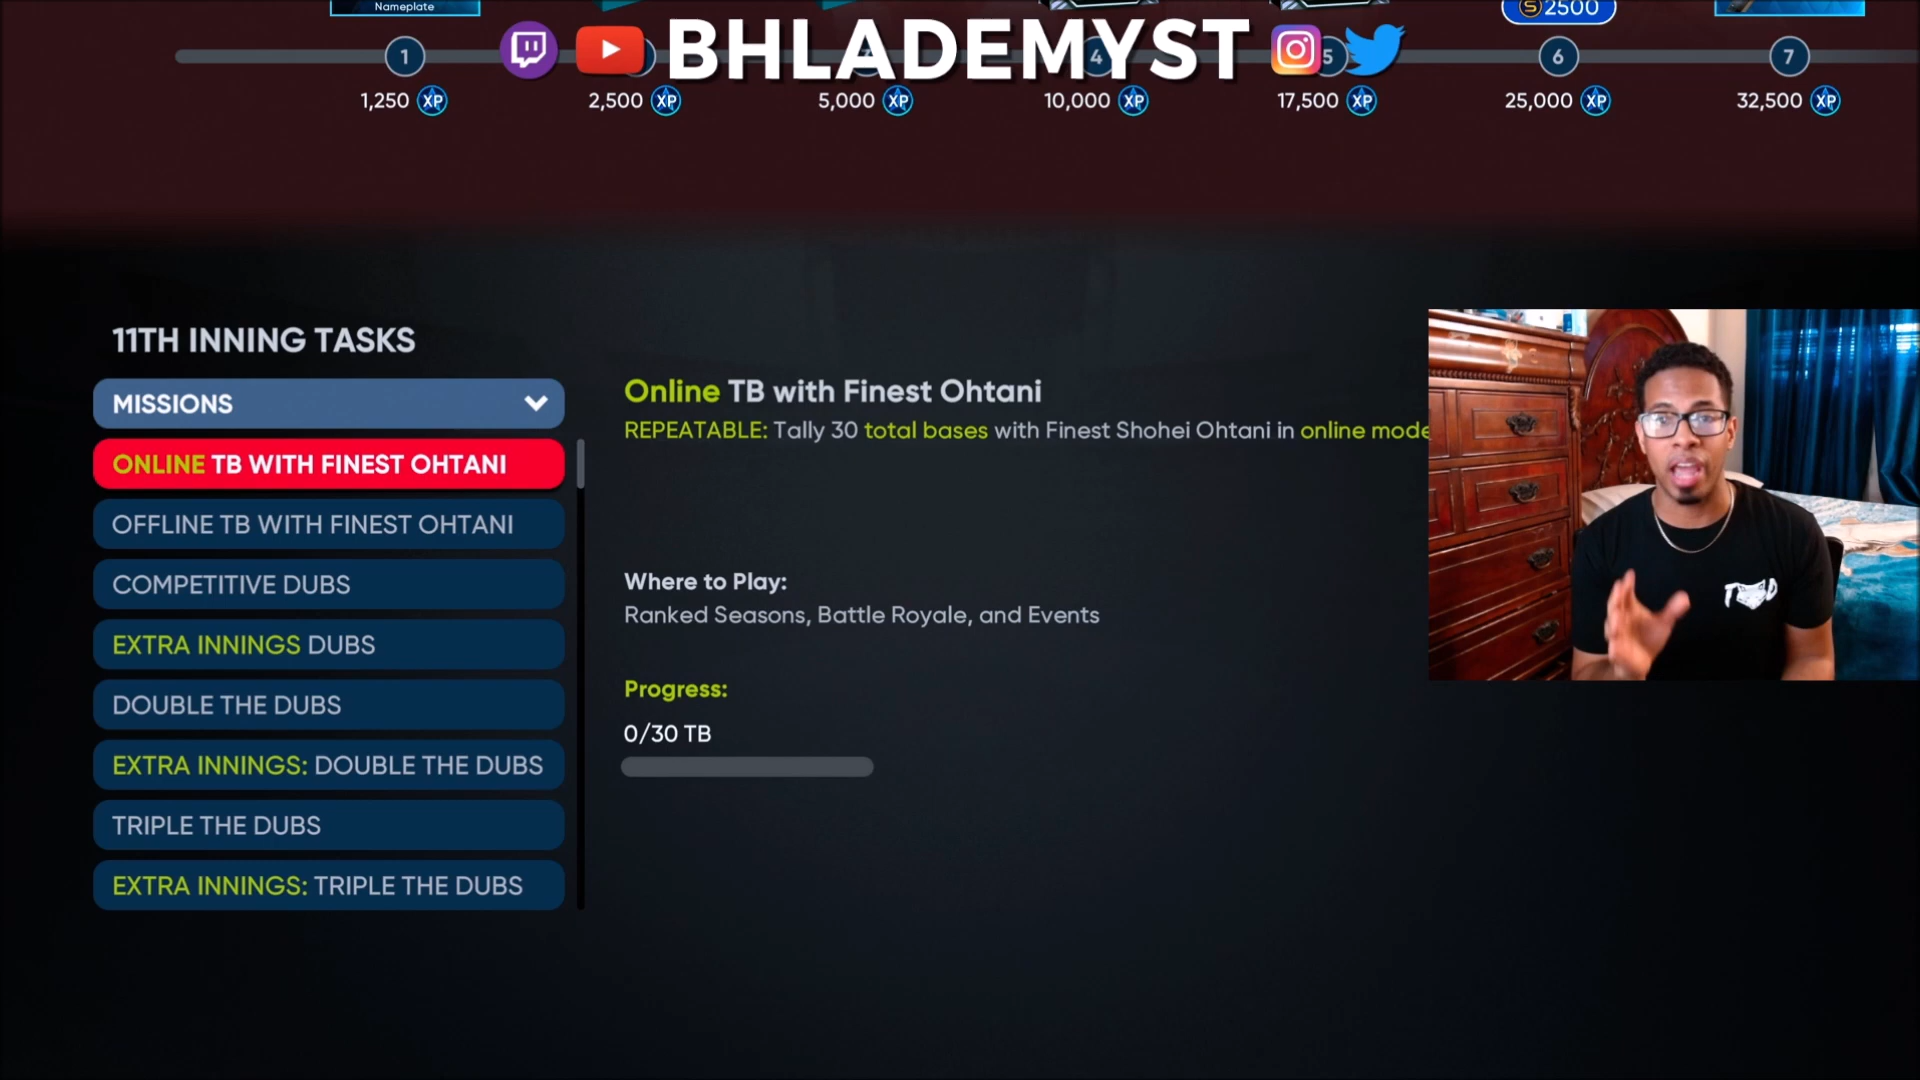 Nameplate
2500
BHLADEMYST
1
4
5
6
7
1,250 XP
2,500 XP
5,000 XP
10,000 XP
17,500 XP
25,000 XP
32,500 XP
11TH INNING TASKS
MISSIONS
ONLINE TB WITH FINEST OHTANI
OFFLINE TB WITH FINEST OHTANI
COMPETITIVE DUBS
EXTRA INNINGS DUBS
DOUBLE THE DUBS
EXTRA INNINGS: DOUBLE THE DUBS
TRIPLE THE DUBS
EXTRA INNINGS: TRIPLE THE DUBS
Online TB with Finest Ohtani
REPEATABLE: Tally 30 total bases with Finest Shohei Ohtani in online mode
Where to Play:
Ranked Seasons, Battle Royale, and Events
Progress:
0/30 TB